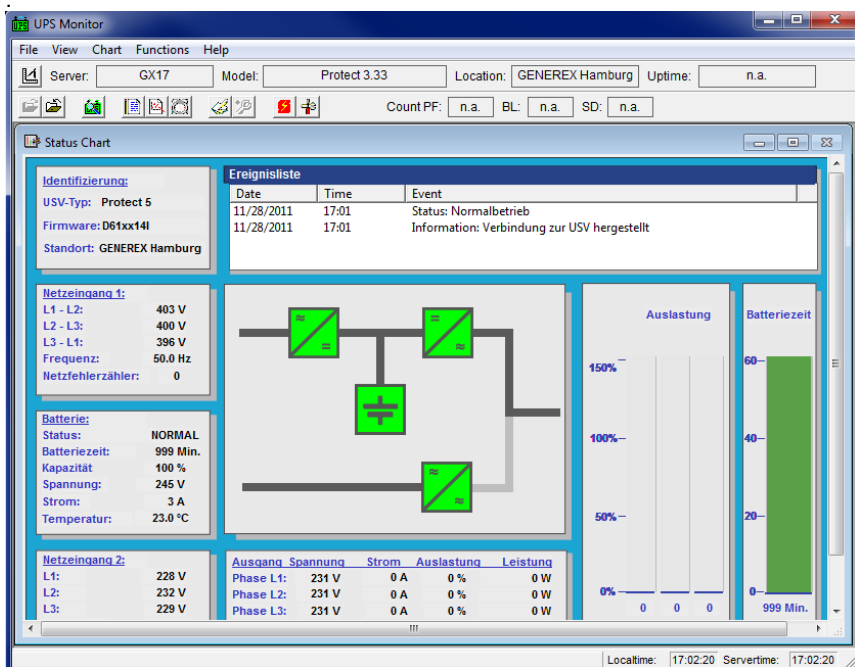 .
UPS UPS Monitor
File View Chart Functions Help
Server: GX17 Model: Protect 3.33 Location: GENEREX Hamburg Uptime: n.a.
Count PF: n.a. BL: n.a. SD: n.a.
Status Chart
Identifizierung:
USV-Typ: Protect 5
Firmware: D61xx14I
Standort: GENEREX Hamburg
Ereignisliste
Date Time Event
11/28/2011 17:01 Status: Normalbetrieb
11/28/2011 17:01 Information: Verbindung zur USV hergestellt
Netzeingang 1:
L1 - L2: 403 V
L2 - L3: 400 V
L3 - L1: 396 V
Frequenz: 50.0 Hz
Netzfehlerzähler: 0
Batterie:
Status: NORMAL
Batteriezeit: 999 Min.
Kapazität 100 %
Spannung: 245 V
Strom: 3 A
Temperatur: 23.0 °C
Netzeingang 2:
L1: 228 V
L2: 232 V
L3: 229 V
≈ =
= ≈
≈ ≈
Ausgang Spannung Strom Auslastung Leistung
Phase L1: 231 V 0 A 0 % 0 W
Phase L2: 231 V 0 A 0 % 0 W
Phase L3: 231 V 0 A 0 % 0 W
Auslastung
150%
100%
50%
0%
0 0 0
Batteriezeit
60
40
20
0
999 Min.
Localtime: 17:02:20 Servertime: 17:02:20